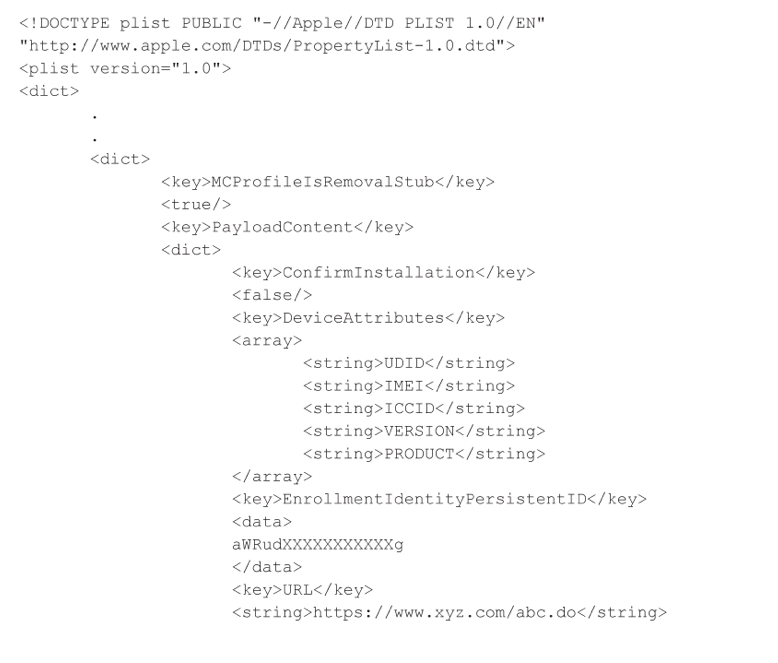 <!DOCTYPE plist PUBLIC "-//Apple//DTD PLIST 1.0//EN"
"http://www.apple.com/DTDs/PropertyList-1.0.dtd">
<plist version="1.0">
<dict>
.
.
<dict>
<key>MCProfileIsRemovalStub</key>
<true/>
<key>PayloadContent</key>
<dict>
<key>ConfirmInstallation</key>
<false/>
<key>DeviceAttributes</key>
<array>
<string>UDID</string>
<string>IMEI</string>
<string>ICCID</string>
<string>VERSION</string>
<string>PRODUCT</string>
</array>
<key>EnrollmentIdentityPersistentID</key>
<data>
aWRudXXXXXXXXXXXg
</data>
<key>URL</key>
<string>https://www.xyz.com/abc.do</string>